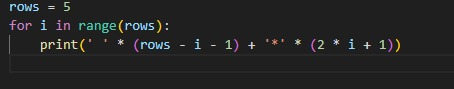 rows = 5
for i in range(rows):
    print(' ' * (rows - i - 1) + '*' * (2 * i + 1))